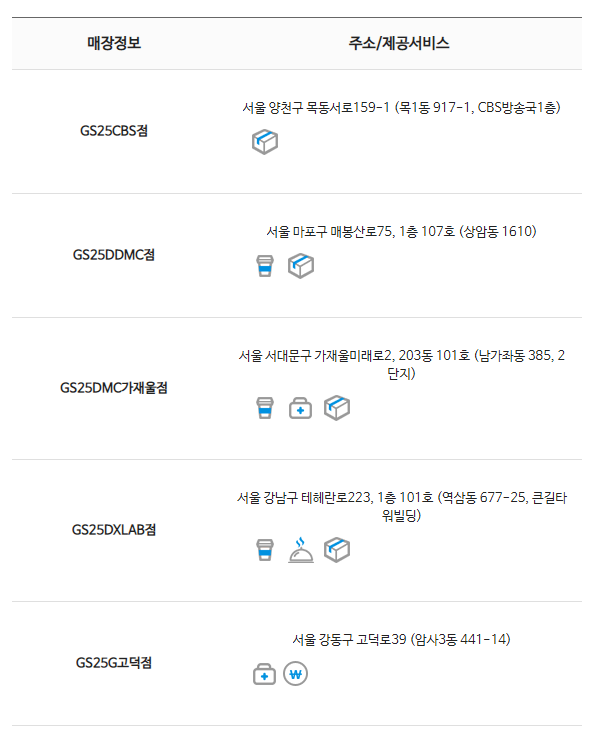 매장정보 주소/제공서비스
서울 양천구 목동서로159-1 (목1동 917-1, CBS방송국1층)
GS25CBS점
서울 마포구 매봉산로75, 1층 107호 (상암동 1610)
GS25DDMC점
서울 서대문구 가재울미래로2, 203동 101호 (남가좌동 385, 2
단지)
GS25DMC가재울점
서울 강남구 테헤란로223, 1층 101호 (역삼동 677-25, 큰길타
워빌딩)
GS25DXLAB점
서울 강동구 고덕로39 (암사3동 441-14)
GS25G고덕점
₩